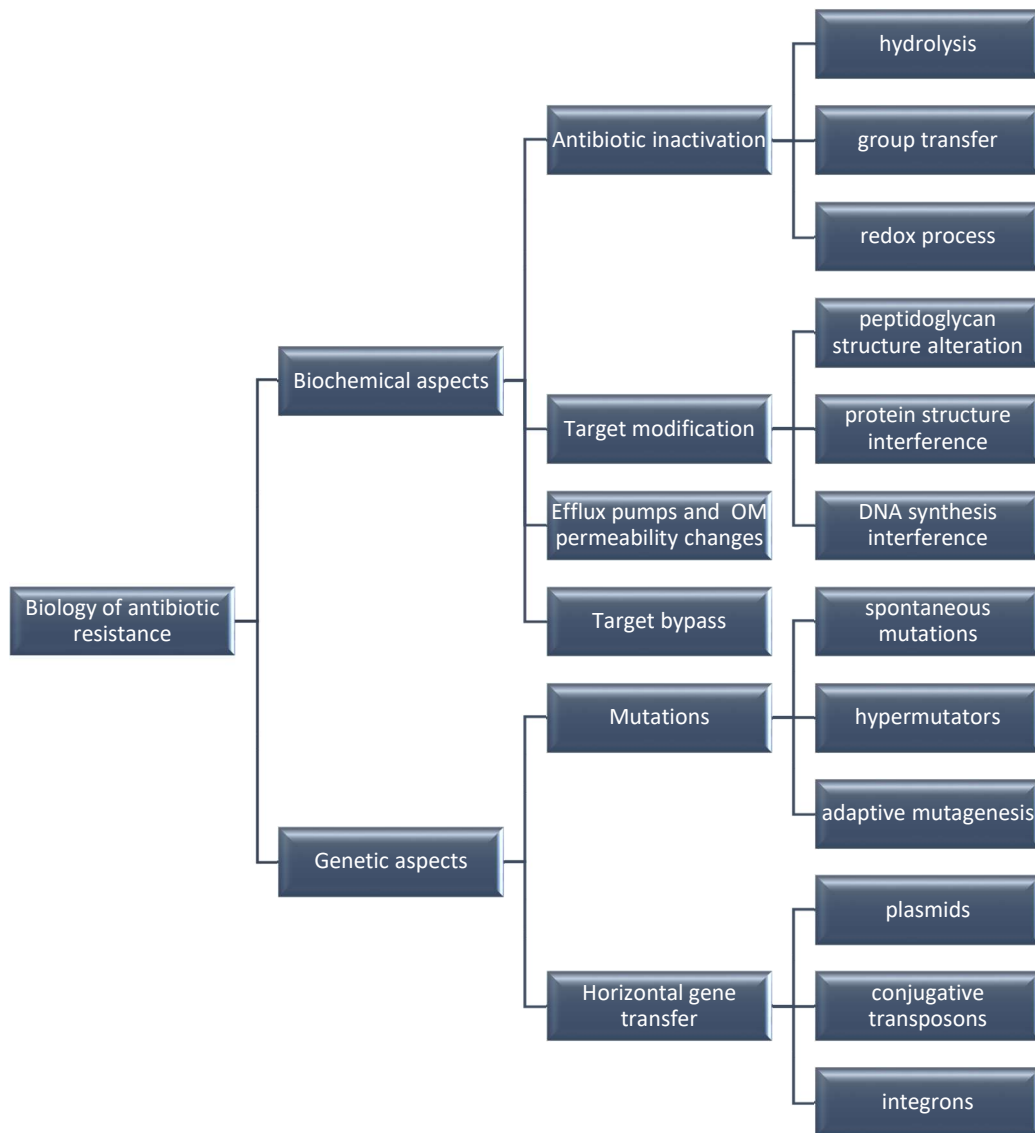 Biology of antibiotic
resistance
Biochemical aspects
Antibiotic inactivation
hydrolysis
group transfer
redox process
Target modification
peptidoglycan
structure alteration
protein structure
interference
DNA synthesis
interference
Efflux pumps and OM
permeability changes
Target bypass
Genetic aspects
Mutations
spontaneous
mutations
hypermutators
adaptive mutagenesis
Horizontal gene
transfer
plasmids
conjugative
transposons
integrons